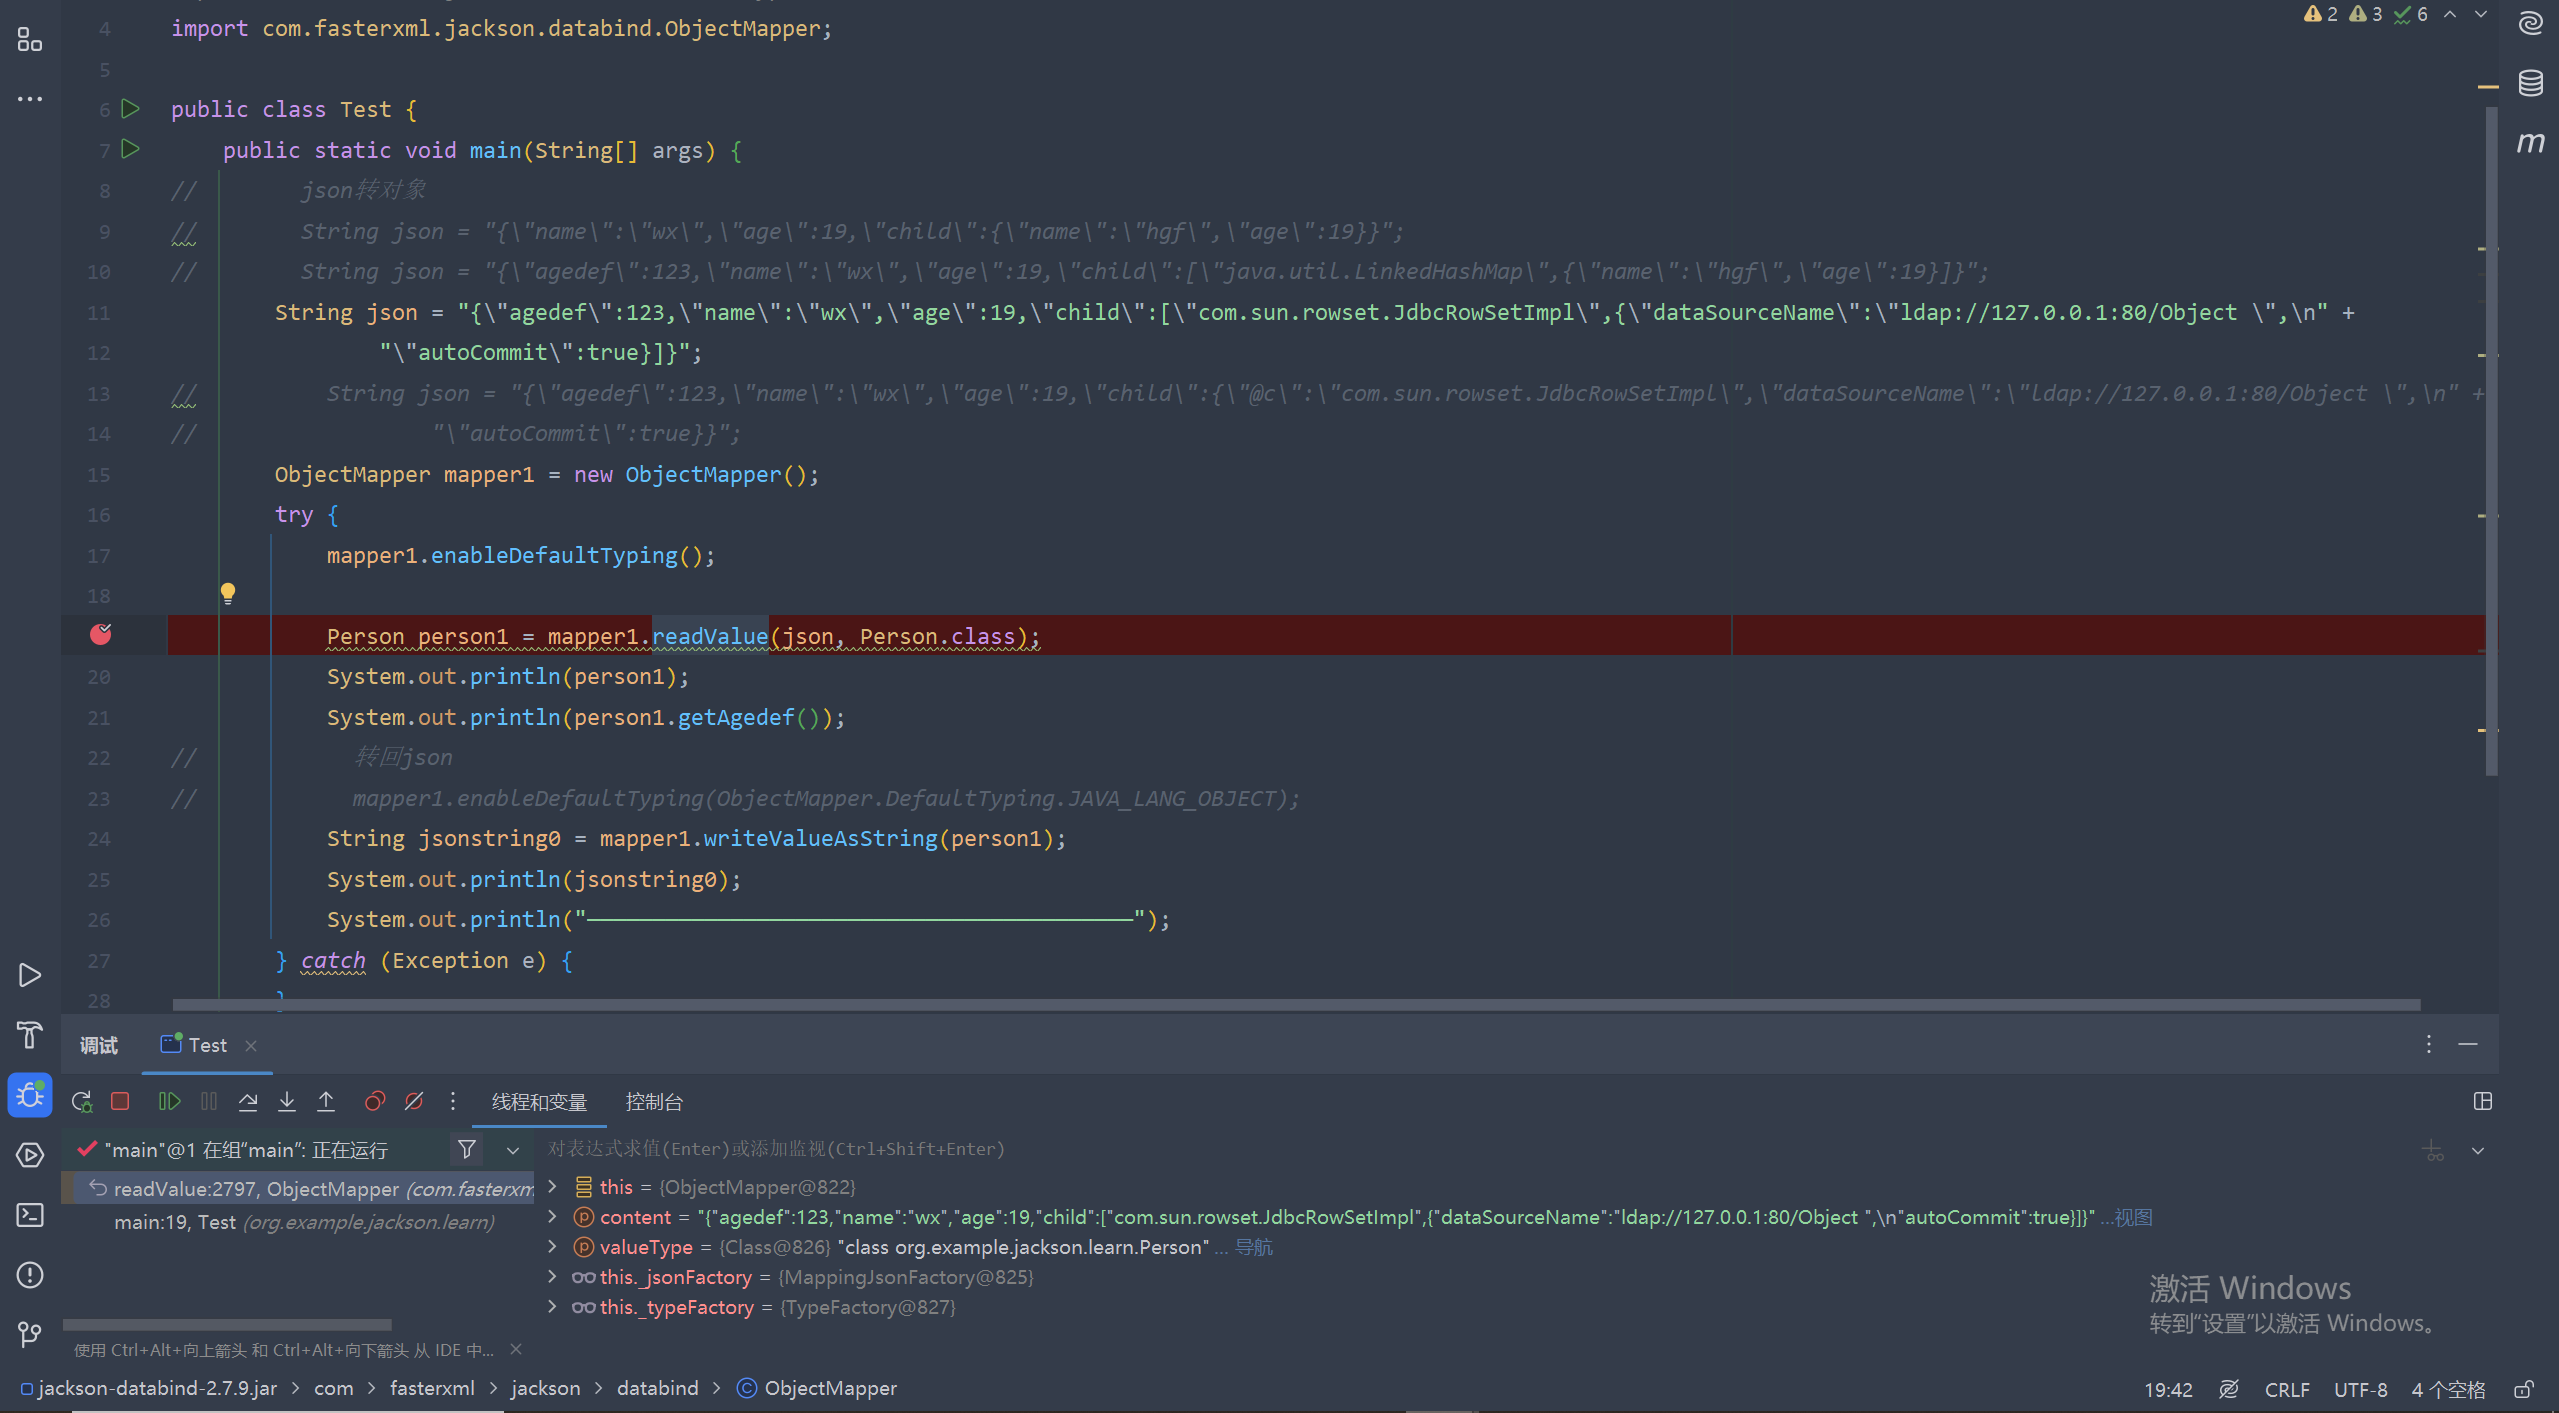 2 3 6
4 import com.fasterxml.jackson.databind.ObjectMapper;
5
6 public class Test {
7 public static void main(String[] args) {
8 // json转对象
9 // String json = "{\"name\":\"wx\",\"age\":19,\"child\":{\"name\":\"hgf\",\"age\":19}}";
10 // String json = "{\"agedef\":123,\"name\":\"wx\",\"age\":19,\"child\":[\"java.util.LinkedHashMap\",{\"name\":\"hgf\",\"age\":19}]}";
11 String json = "{\"agedef\":123,\"name\":\"wx\",\"age\":19,\"child\":[\"com.sun.rowset.JdbcRowSetImpl\",{\"dataSourceName\":\"ldap://127.0.0.1:80/Object \",\n" +
12 "\"autoCommit\":true}]}";
13 // String json = "{\"agedef\":123,\"name\":\"wx\",\"age\":19,\"child\":{\"@c\":\"com.sun.rowset.JdbcRowSetImpl\",\"dataSourceName\":\"ldap://127.0.0.1:80/Object \",\n" +
14 // "\"autoCommit\":true}}";
15 ObjectMapper mapper1 = new ObjectMapper();
16 try {
17 mapper1.enableDefaultTyping();
18
Person person1 = mapper1.readValue(json, Person.class);
20 System.out.println(person1);
21 System.out.println(person1.getAgedef());
22 // 转回json
23 // mapper1.enableDefaultTyping(ObjectMapper.DefaultTyping.JAVA_LANG_OBJECT);
24 String jsonstring0 = mapper1.writeValueAsString(person1);
25 System.out.println(jsonstring0);
26 System.out.println("——————————————————————————————————————————");
27 } catch (Exception e) {
28 }
调试 Test
线程和变量 控制台
"main"@1 在组“main”: 正在运行
对表达式求值(Enter)或添加监视(Ctrl+Shift+Enter)
readValue:2797, ObjectMapper (com.fasterxm
main:19, Test (org.example.jackson.learn)
this = {ObjectMapper@822}
content = "{"agedef":123,"name":"wx","age":19,"child":["com.sun.rowset.JdbcRowSetImpl",{"dataSourceName":"ldap://127.0.0.1:80/Object ",\n"autoCommit":true}]}" ...视图
valueType = {Class@826} "class org.example.jackson.learn.Person" ... 导航
this._jsonFactory = {MappingJsonFactory@825}
this._typeFactory = {TypeFactory@827}
激活 Windows
转到“设置”以激活 Windows。
使用 Ctrl+Alt+向上箭头 和 Ctrl+Alt+向下箭头 从 IDE 中...
jackson-databind-2.7.9.jar > com > fasterxml > jackson > databind > ObjectMapper
19:42 CRLF UTF-8 4 个空格